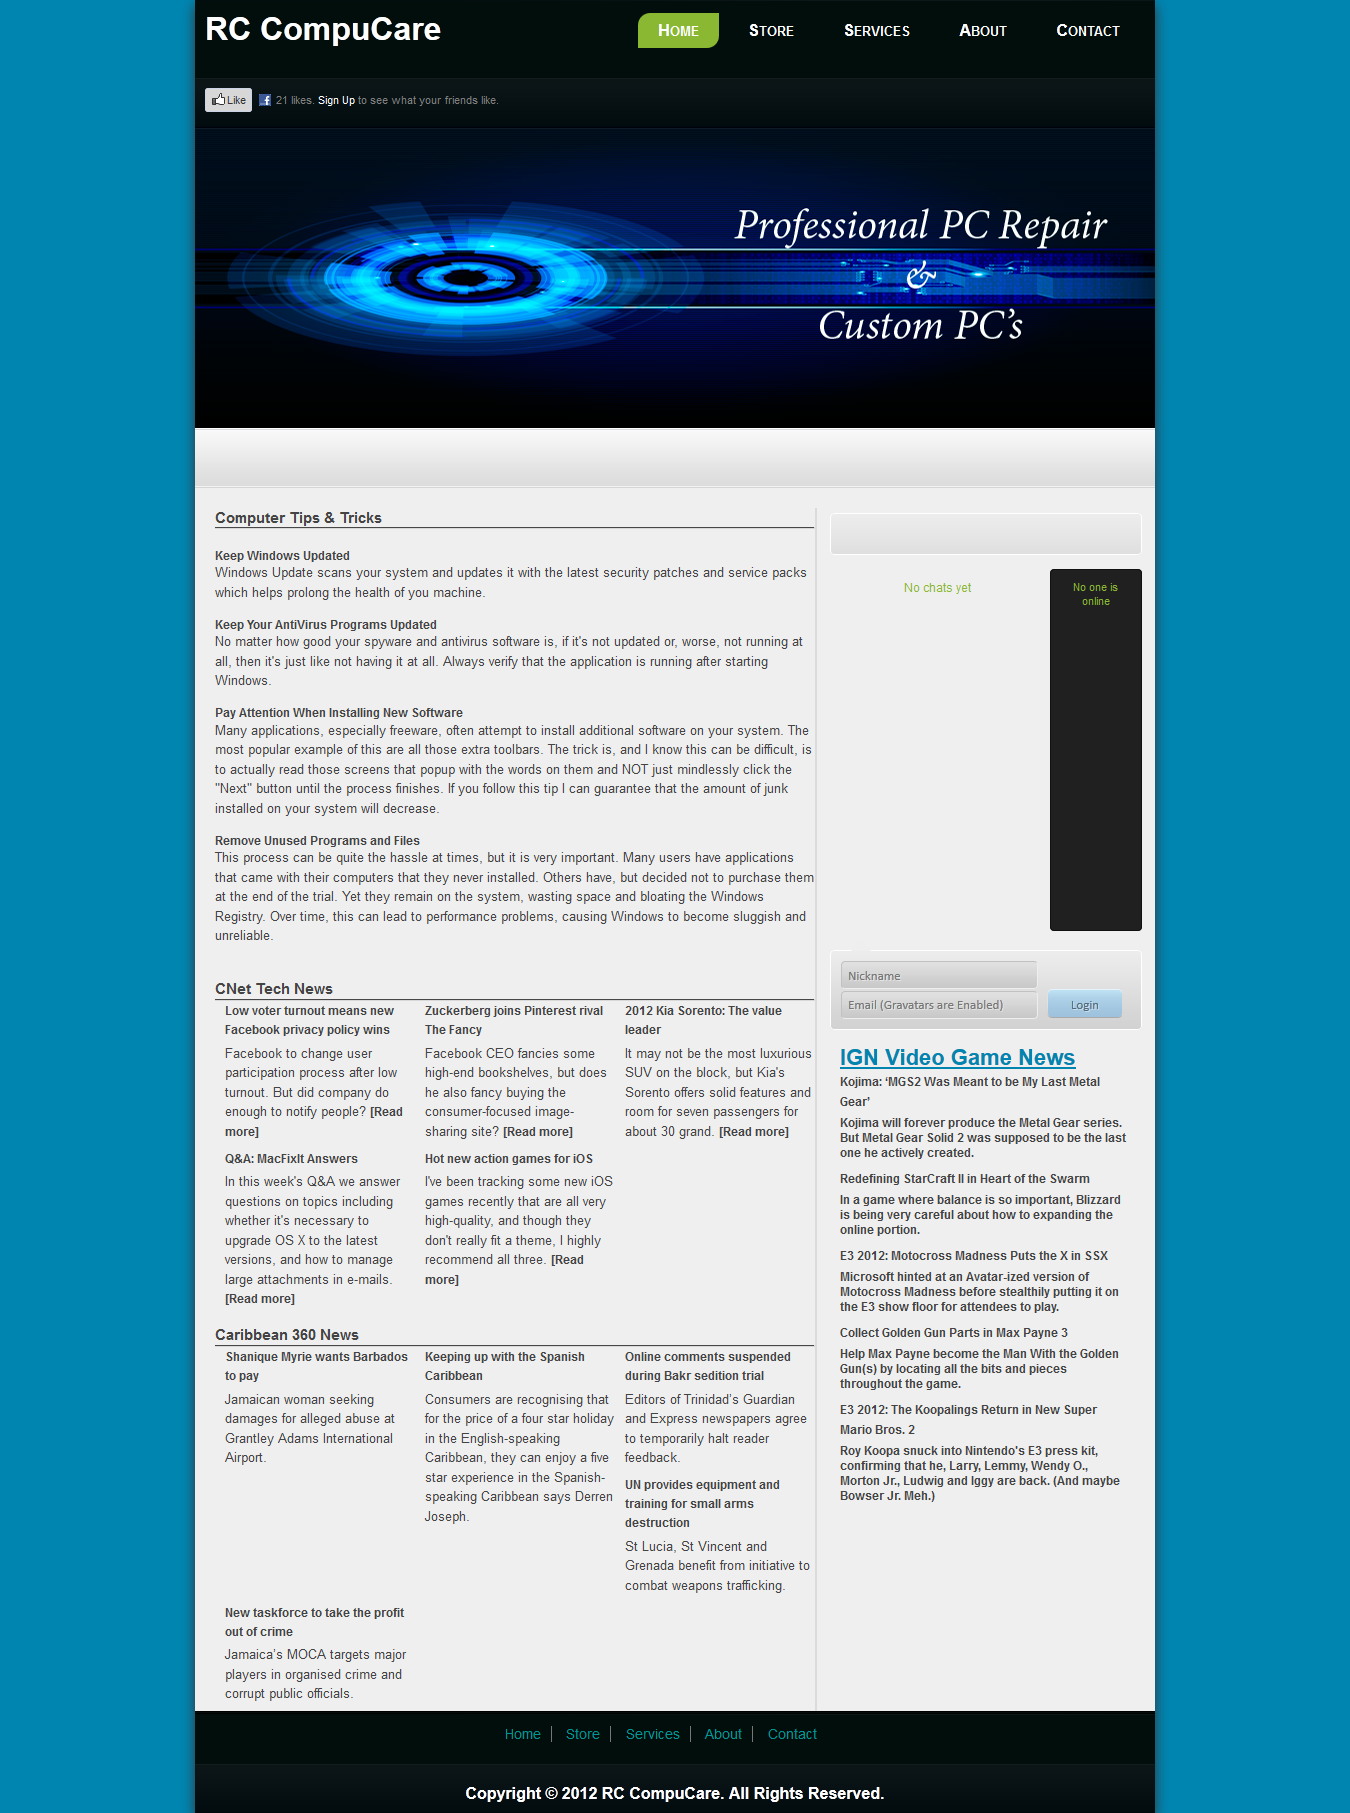 RC CompuCare
Home
Store
Services
About
Contact
Like
21 likes. Sign Up to see what your friends like.
Professional PC Repair
&
Custom PC's
Computer Tips & Tricks
Keep Windows Updated
Windows Update scans your system and updates it with the latest security patches and service packs
which helps prolong the health of you machine.
Keep Your AntiVirus Programs Updated
No matter how good your spyware and antivirus software is, if it's not updated or, worse, not running at
all, then it's just like not having it at all. Always verify that the application is running after starting
Windows.
Pay Attention When Installing New Software
Many applications, especially freeware, often attempt to install additional software on your system. The
most popular example of this are all those extra toolbars. The trick is, and I know this can be difficult, is
to actually read those screens that popup with the words on them and NOT just mindlessly click the
"Next" button until the process finishes. If you follow this tip I can guarantee that the amount of junk
installed on your system will decrease.
Remove Unused Programs and Files
This process can be quite the hassle at times, but it is very important. Many users have applications
that came with their computers that they never installed. Others have, but decided not to purchase them
at the end of the trial. Yet they remain on the system, wasting space and bloating the Windows
Registry. Over time, this can lead to performance problems, causing Windows to become sluggish and
unreliable.
CNet Tech News
Low voter turnout means new
Facebook privacy policy wins
Facebook to change user
participation process after low
turnout. But did company do
enough to notify people? [Read
more]
Zuckerberg joins Pinterest rival
The Fancy
Facebook CEO fancies some
high-end bookshelves, but does
he also fancy buying the
consumer-focused image-
sharing site? [Read more]
2012 Kia Sorento: The value
leader
It may not be the most luxurious
SUV on the block, but Kia's
Sorento offers solid features and
room for seven passengers for
about 30 grand. [Read more]
Q&A: MacFixIt Answers
In this week's Q&A we answer
questions on topics including
whether it's necessary to
upgrade OS X to the latest
versions, and how to manage
large attachments in e-mails.
[Read more]
Hot new action games for iOS
I've been tracking some new iOS
games recently that are all very
high-quality, and though they
don't really fit a theme, I highly
recommend all three. [Read
more]
Caribbean 360 News
Shanique Myrie wants Barbados
to pay
Jamaican woman seeking
damages for alleged abuse at
Grantley Adams International
Airport.
Keeping up with the Spanish
Caribbean
Consumers are recognising that
for the price of a four star holiday
in the English-speaking
Caribbean, they can enjoy a five
star experience in the Spanish-
speaking Caribbean says Derren
Joseph.
Online comments suspended
during Bakr sedition trial
Editors of Trinidad's Guardian
and Express newspapers agree
to temporarily halt reader
feedback.
UN provides equipment and
training for small arms
destruction
St Lucia, St Vincent and
Grenada benefit from initiative to
combat weapons trafficking.
New taskforce to take the profit
out of crime
Jamaica's MOCA targets major
players in organised crime and
corrupt public officials.
No chats yet
No one is
online
Nickname
Email (Gravatars are Enabled)
Login
IGN Video Game News
Kojima: ‘MGS2 Was Meant to be My Last Metal
Gear’
Kojima will forever produce the Metal Gear series.
But Metal Gear Solid 2 was supposed to be the last
one he actively created.
Redefining StarCraft II in Heart of the Swarm
In a game where balance is so important, Blizzard
is being very careful about how to expanding the
online portion.
E3 2012: Motocross Madness Puts the X in SSX
Microsoft hinted at an Avatar-ized version of
Motocross Madness before stealthily putting it on
the E3 show floor for attendees to play.
Collect Golden Gun Parts in Max Payne 3
Help Max Payne become the Man With the Golden
Gun(s) by locating all the bits and pieces
throughout the game.
E3 2012: The Koopalings Return in New Super
Mario Bros. 2
Roy Koopa snuck into Nintendo's E3 press kit,
confirming that he, Larry, Lemmy, Wendy O.,
Morton Jr., Ludwig and Iggy are back. (And maybe
Bowser Jr. Meh.)
Home
Store
Services
About
Contact
Copyright © 2012 RC CompuCare. All Rights Reserved.